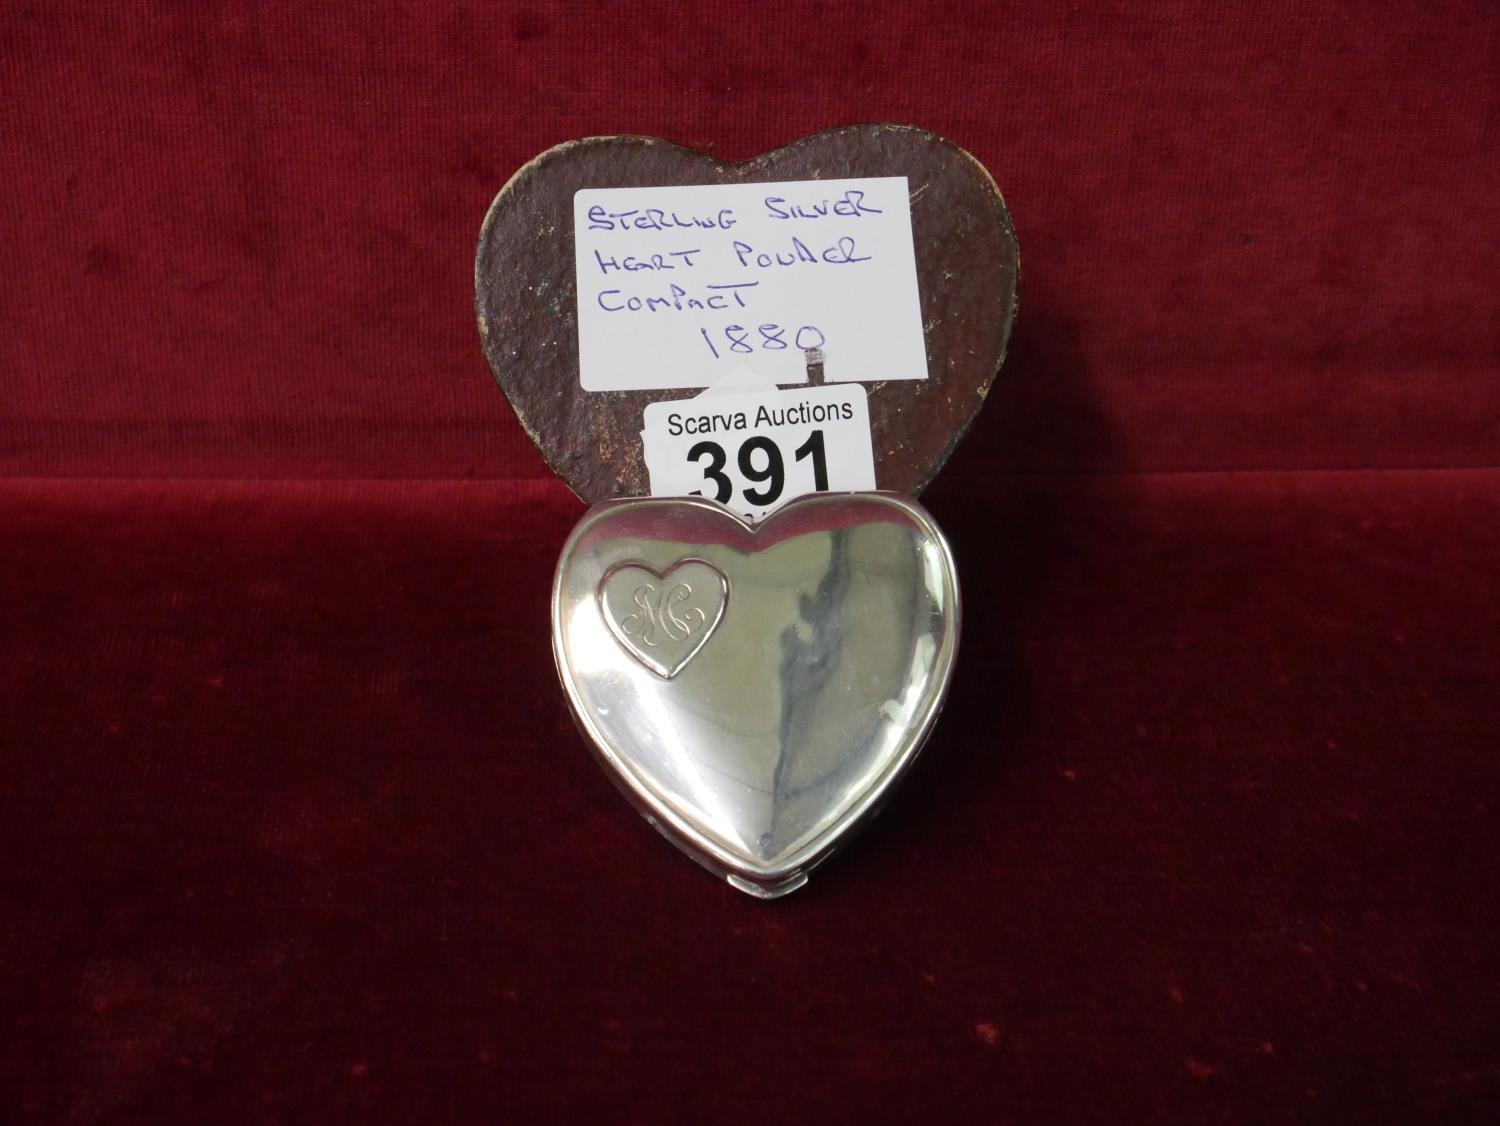 STERLING SILVER
HEART POWDER
COMPACT
1880
Scarva Auctions
391